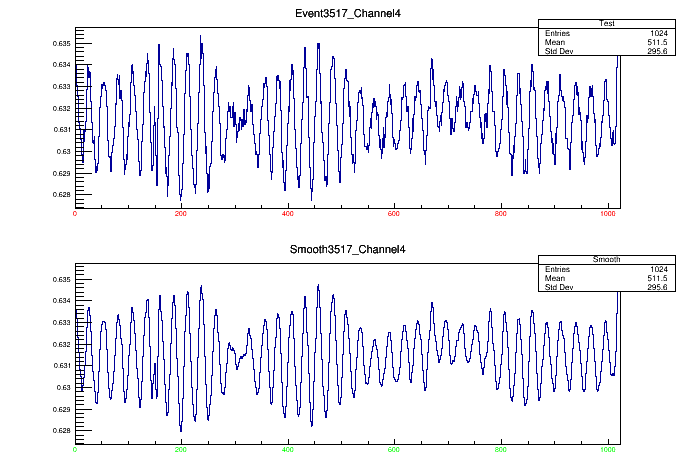 Event3517_Channel4
Test
Entries 1024
Mean 511.5
Std Dev 295.6
0.635
0.634
0.633
0.632
0.631
0.63
0.629
0.628
0 200 400 600 800 1000
Smooth3517_Channel4
Smooth
Entries 1024
Mean 511.5
Std Dev 295.6
0.635
0.634
0.633
0.632
0.631
0.63
0.629
0.628
0 200 400 600 800 1000